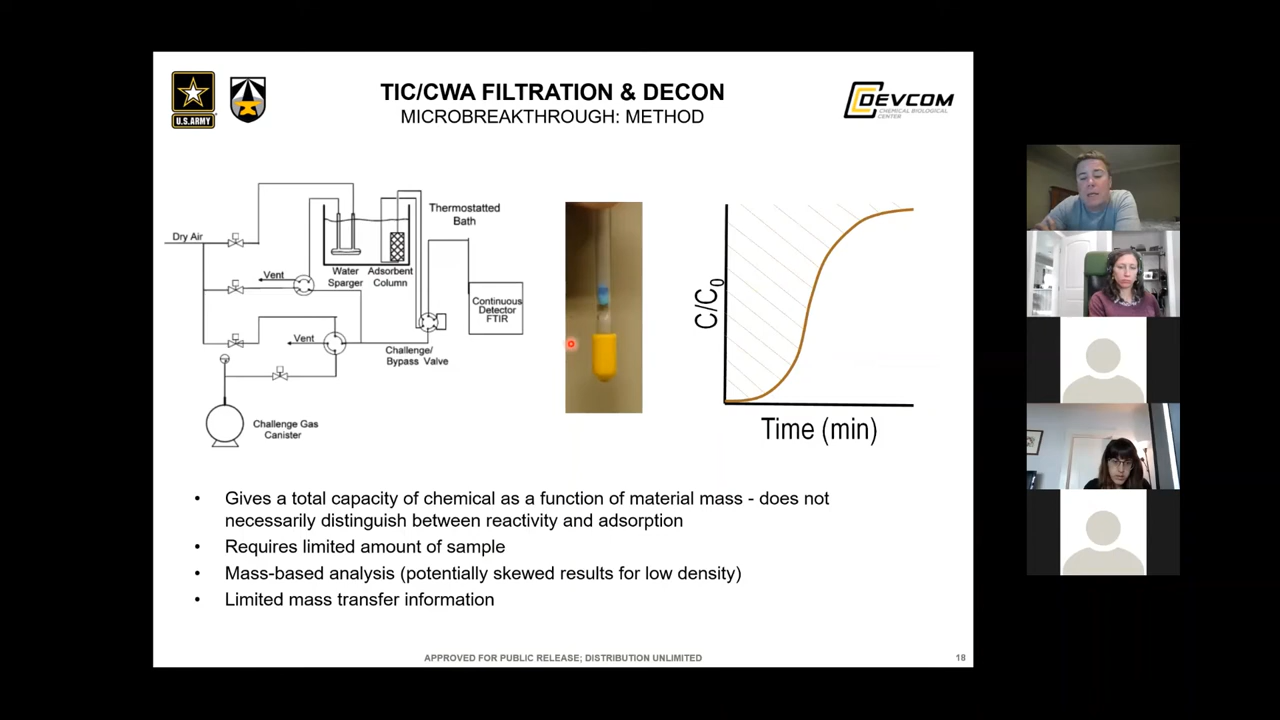 TIC/CWA FILTRATION & DECON
MICROBREAKTHROUGH: METHOD
U.S.ARMY
DEVCOM
CHEMICAL BIOLOGICAL
CENTER
Thermostatted
Bath
Dry Air
Vent
Water
Sparger
Adsorbent
Column
Continuous
Detector
FTIR
Vent
Challenge/
Bypass Valve
Challenge Gas
Canister
C/C0
Time (min)
• Gives a total capacity of chemical as a function of material mass - does not
necessarily distinguish between reactivity and adsorption
• Requires limited amount of sample
• Mass-based analysis (potentially skewed results for low density)
• Limited mass transfer information
APPROVED FOR PUBLIC RELEASE; DISTRIBUTION UNLIMITED
18